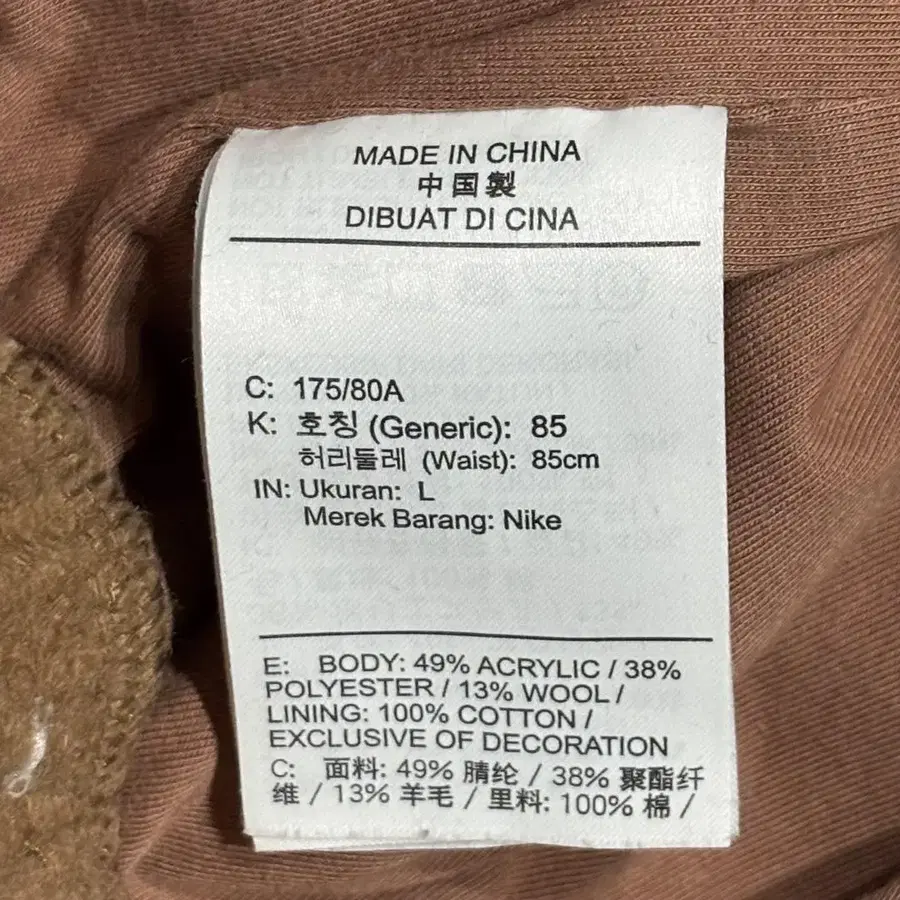 MADE IN CHINA
中国製
DIBUAT DI CINA
C: 175/80A
K: 호칭 (Generic): 85
허리둘레 (Waist): 85cm
IN: Ukuran: L
Merek Barang: Nike
E: BODY: 49% ACRYLIC / 38%
POLYESTER / 13% WOOL /
LINING: 100% COTTON /
EXCLUSIVE OF DECORATION
C: 面料: 49% 腈纶 / 38% 聚酯纤
维 / 13% 羊毛 / 里料: 100% 棉 /